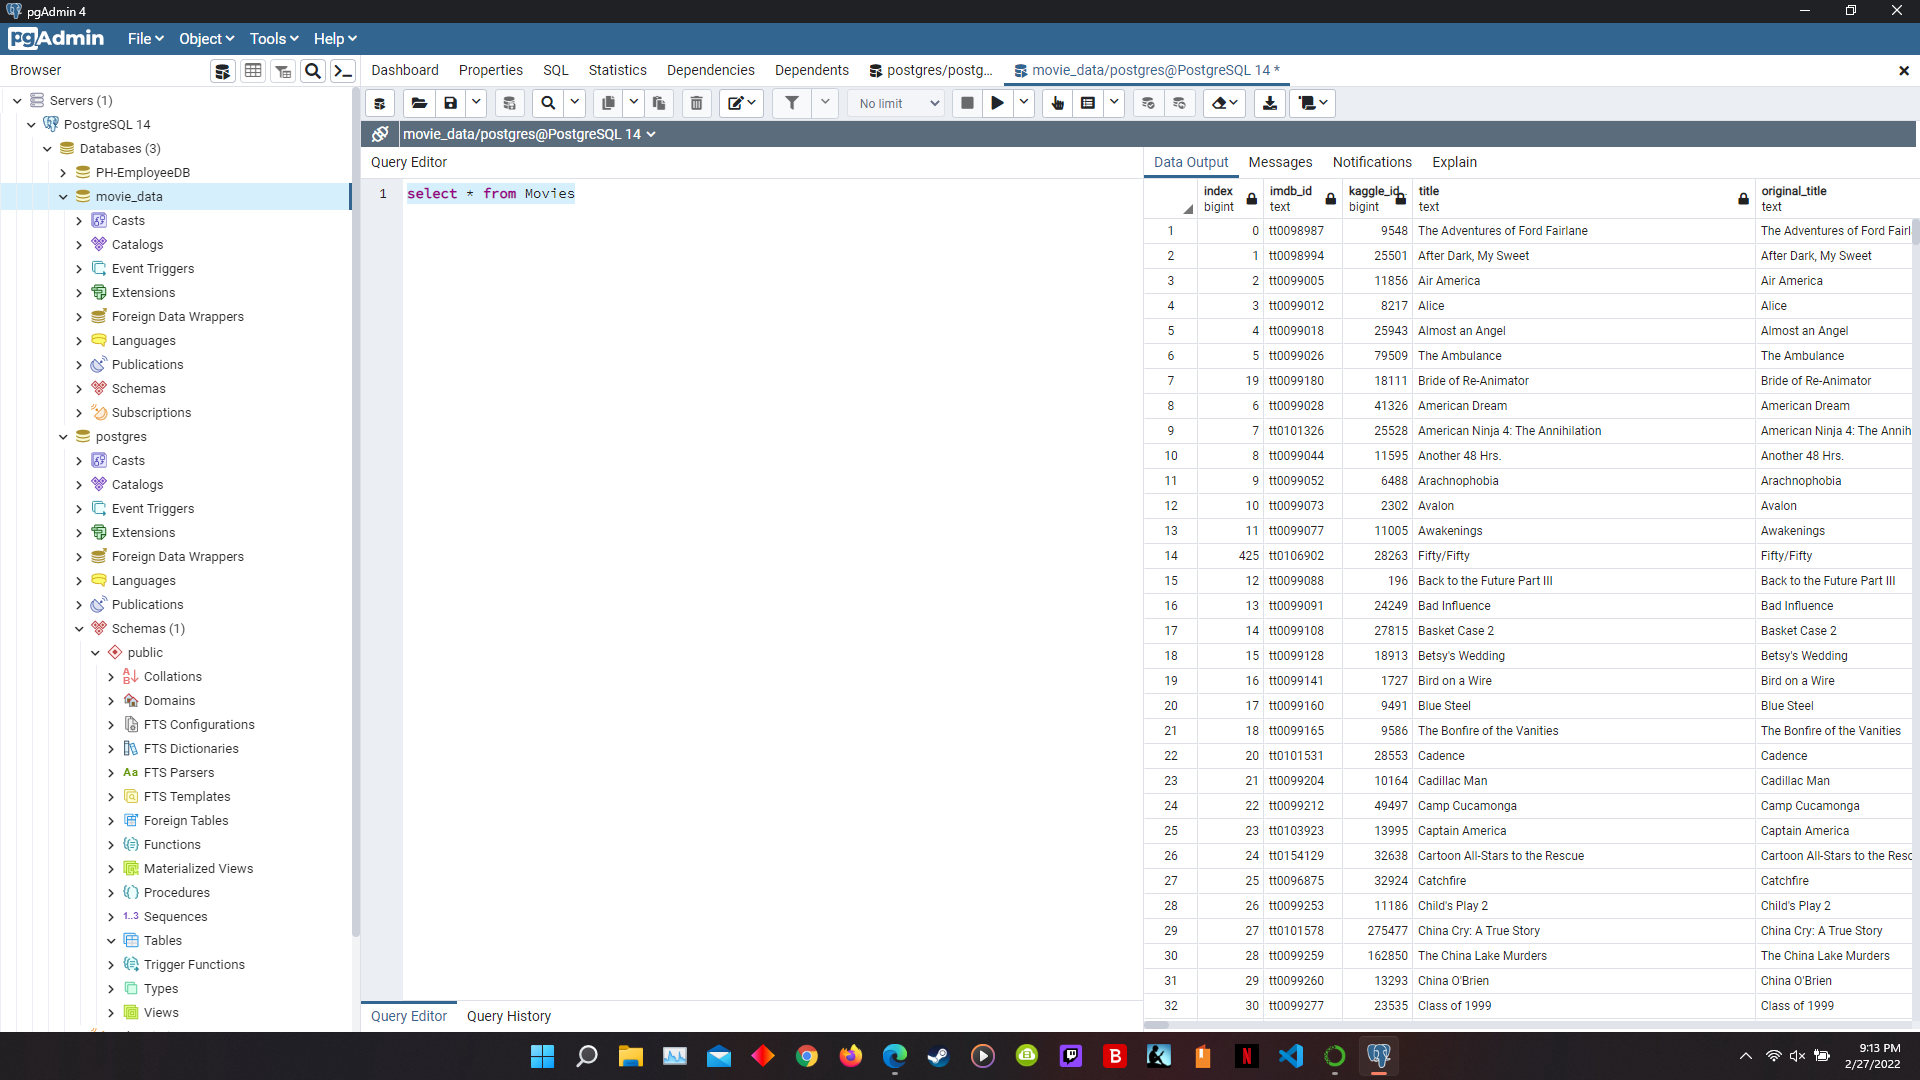 pgAdmin 4
pgAdmin File Object Tools Help
Browser
Dashboard Properties SQL Statistics Dependencies Dependents postgres/postg... movie_data/postgres@PostgreSQL 14 *
No limit
movie_data/postgres@PostgreSQL 14
Servers (1)
PostgreSQL 14
Databases (3)
PH-EmployeeDB
movie_data
Casts
Catalogs
Event Triggers
Extensions
Foreign Data Wrappers
Languages
Publications
Schemas
Subscriptions
postgres
Casts
Catalogs
Event Triggers
Extensions
Foreign Data Wrappers
Languages
Publications
Schemas (1)
public
Collations
Domains
FTS Configurations
FTS Dictionaries
Aa FTS Parsers
FTS Templates
Foreign Tables
Functions
Materialized Views
Procedures
1..3 Sequences
Tables
Trigger Functions
Types
Views
Query Editor
1 select * from Movies
Query Editor Query History
Data Output Messages Notifications Explain
index bigint imdb_id text kaggle_id bigint title text original_title text
1 0 tt0098987 9548 The Adventures of Ford Fairlane The Adventures of Ford Fairl
2 1 tt0098994 25501 After Dark, My Sweet After Dark, My Sweet
3 2 tt0099005 11856 Air America Air America
4 3 tt0099012 8217 Alice Alice
5 4 tt0099018 25943 Almost an Angel Almost an Angel
6 5 tt0099026 79509 The Ambulance The Ambulance
7 19 tt0099180 18111 Bride of Re-Animator Bride of Re-Animator
8 6 tt0099028 41326 American Dream American Dream
9 7 tt0101326 25528 American Ninja 4: The Annihilation American Ninja 4: The Annih
10 8 tt0099044 11595 Another 48 Hrs. Another 48 Hrs.
11 9 tt0099052 6488 Arachnophobia Arachnophobia
12 10 tt0099073 2302 Avalon Avalon
13 11 tt0099077 11005 Awakenings Awakenings
14 425 tt0106902 28263 Fifty/Fifty Fifty/Fifty
15 12 tt0099088 196 Back to the Future Part III Back to the Future Part III
16 13 tt0099091 24249 Bad Influence Bad Influence
17 14 tt0099108 27815 Basket Case 2 Basket Case 2
18 15 tt0099128 18913 Betsy's Wedding Betsy's Wedding
19 16 tt0099141 1727 Bird on a Wire Bird on a Wire
20 17 tt0099160 9491 Blue Steel Blue Steel
21 18 tt0099165 9586 The Bonfire of the Vanities The Bonfire of the Vanities
22 20 tt0101531 28553 Cadence Cadence
23 21 tt0099204 10164 Cadillac Man Cadillac Man
24 22 tt0099212 49497 Camp Cucamonga Camp Cucamonga
25 23 tt0103923 13995 Captain America Captain America
26 24 tt0154129 32638 Cartoon All-Stars to the Rescue Cartoon All-Stars to the Resc
27 25 tt0096875 32924 Catchfire Catchfire
28 26 tt0099253 11186 Child's Play 2 Child's Play 2
29 27 tt0101578 275477 China Cry: A True Story China Cry: A True Story
30 28 tt0099259 162850 The China Lake Murders The China Lake Murders
31 29 tt0099260 13293 China O'Brien China O'Brien
32 30 tt0099277 23535 Class of 1999 Class of 1999
9:13 PM
2/27/2022